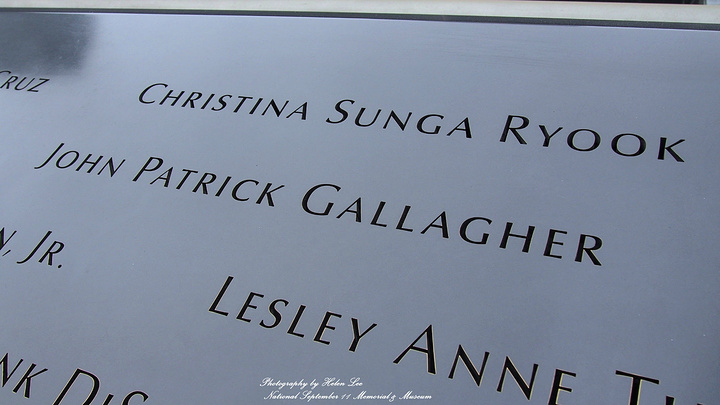 CRUZ
CHRISTINA SUNGA RYOOK
JOHN PATRICK GALLAGHER
JR.
LESLEY ANNE
Photography by Helen Lee
National September 11 Memorial & Museum